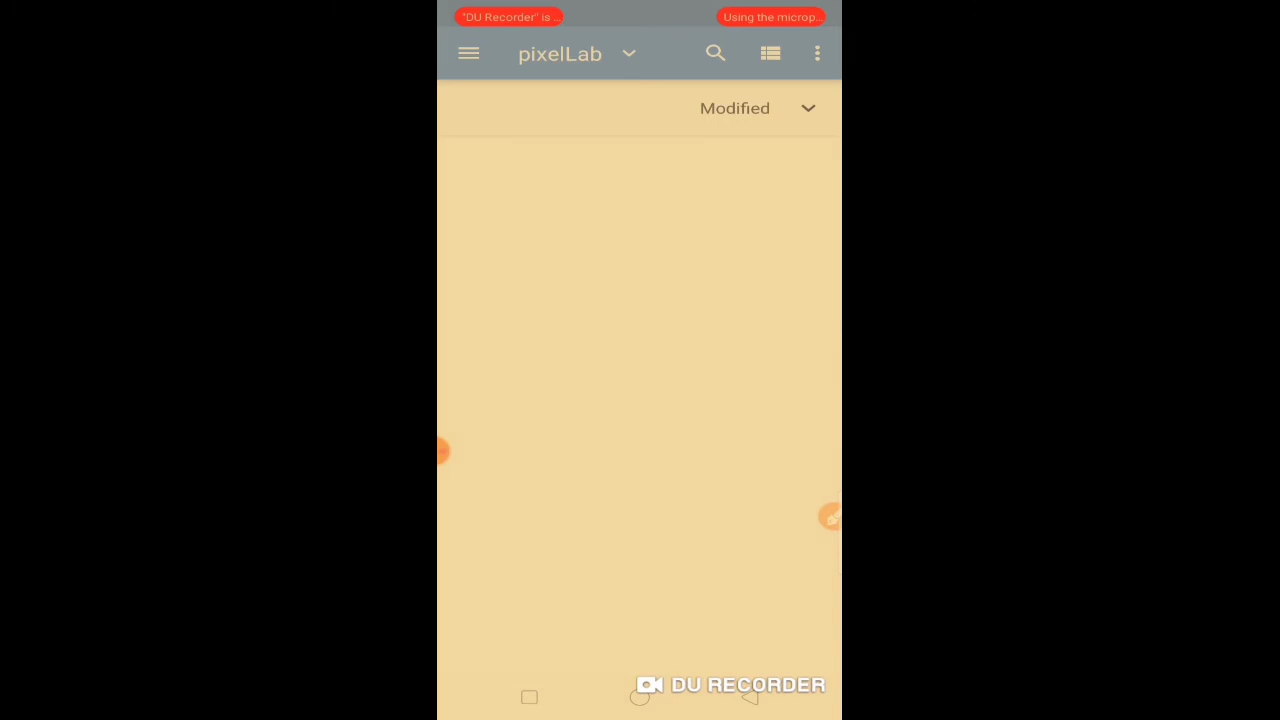 "DU Recorder" is ...
Using the microp...
pixelLab
Modified
DU RECORDER